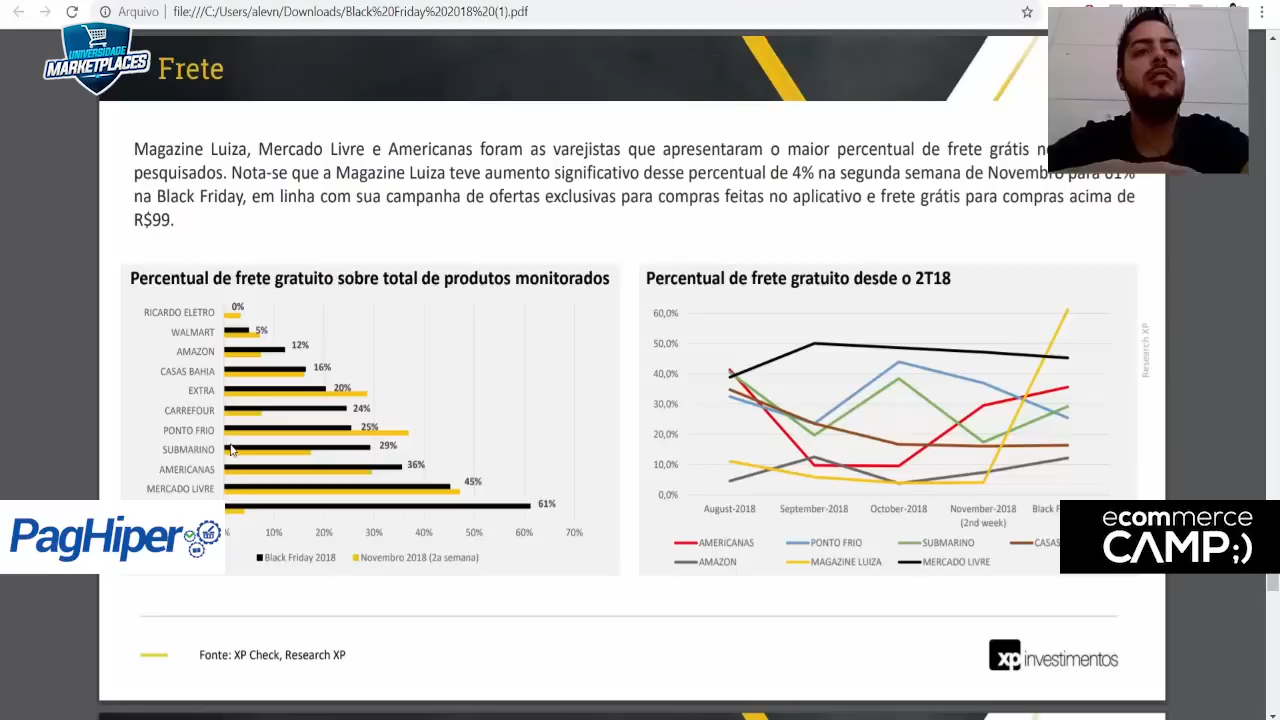 Arquivo | file:///C:/Users/alevn/Downloads/Black%20Friday%202018%20(1).pdf
UNIVERSIDADE
MARKETPLACES
Frete
Magazine Luiza, Mercado Livre e Americanas foram as varejistas que apresentaram o maior percentual de frete grátis
pesquisados. Nota-se que a Magazine Luiza teve aumento significativo desse percentual de 4% na segunda semana de Novembro para 61%
na Black Friday, em linha com sua campanha de ofertas exclusivas para compras feitas no aplicativo e frete grátis para compras acima de
R$99.
Percentual de frete gratuito sobre total de produtos monitorados
RICARDO ELETRO 0%
WALMART 5%
AMAZON 12%
CASAS BAHIA 16%
EXTRA 20%
CARREFOUR 24%
PONTO FRIO 25%
SUBMARINO 29%
AMERICANAS 36%
MERCADO LIVRE 45%
61%
% 10% 20% 30% 40% 50% 60% 70%
Black Friday 2018 Novembro 2018 (2a semana)
Percentual de frete gratuito desde o 2T18
60,0%
50,0%
40,0%
30,0%
20,0%
10,0%
0,0%
August-2018 September-2018 October-2018 November-2018 Black
(2nd week)
AMERICANAS PONTO FRIO SUBMARINO CASAS
AMAZON MAGAZINE LUIZA MERCADO LIVRE
Research XP
PagHiper
ecommerce
CAMP;)
Fonte: XP Check, Research XP
xp investimentos